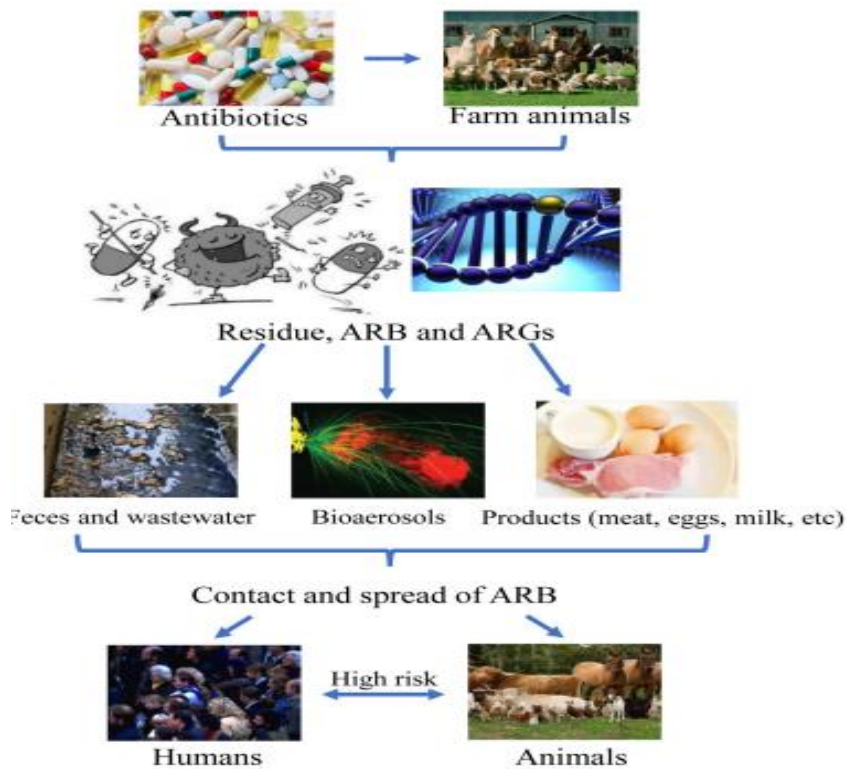 Antibiotics
Farm animals
Residue, ARB and ARGs
Feces and wastewater
Bioaerosols
Products (meat, eggs, milk, etc)
Contact and spread of ARB
High risk
Humans
Animals